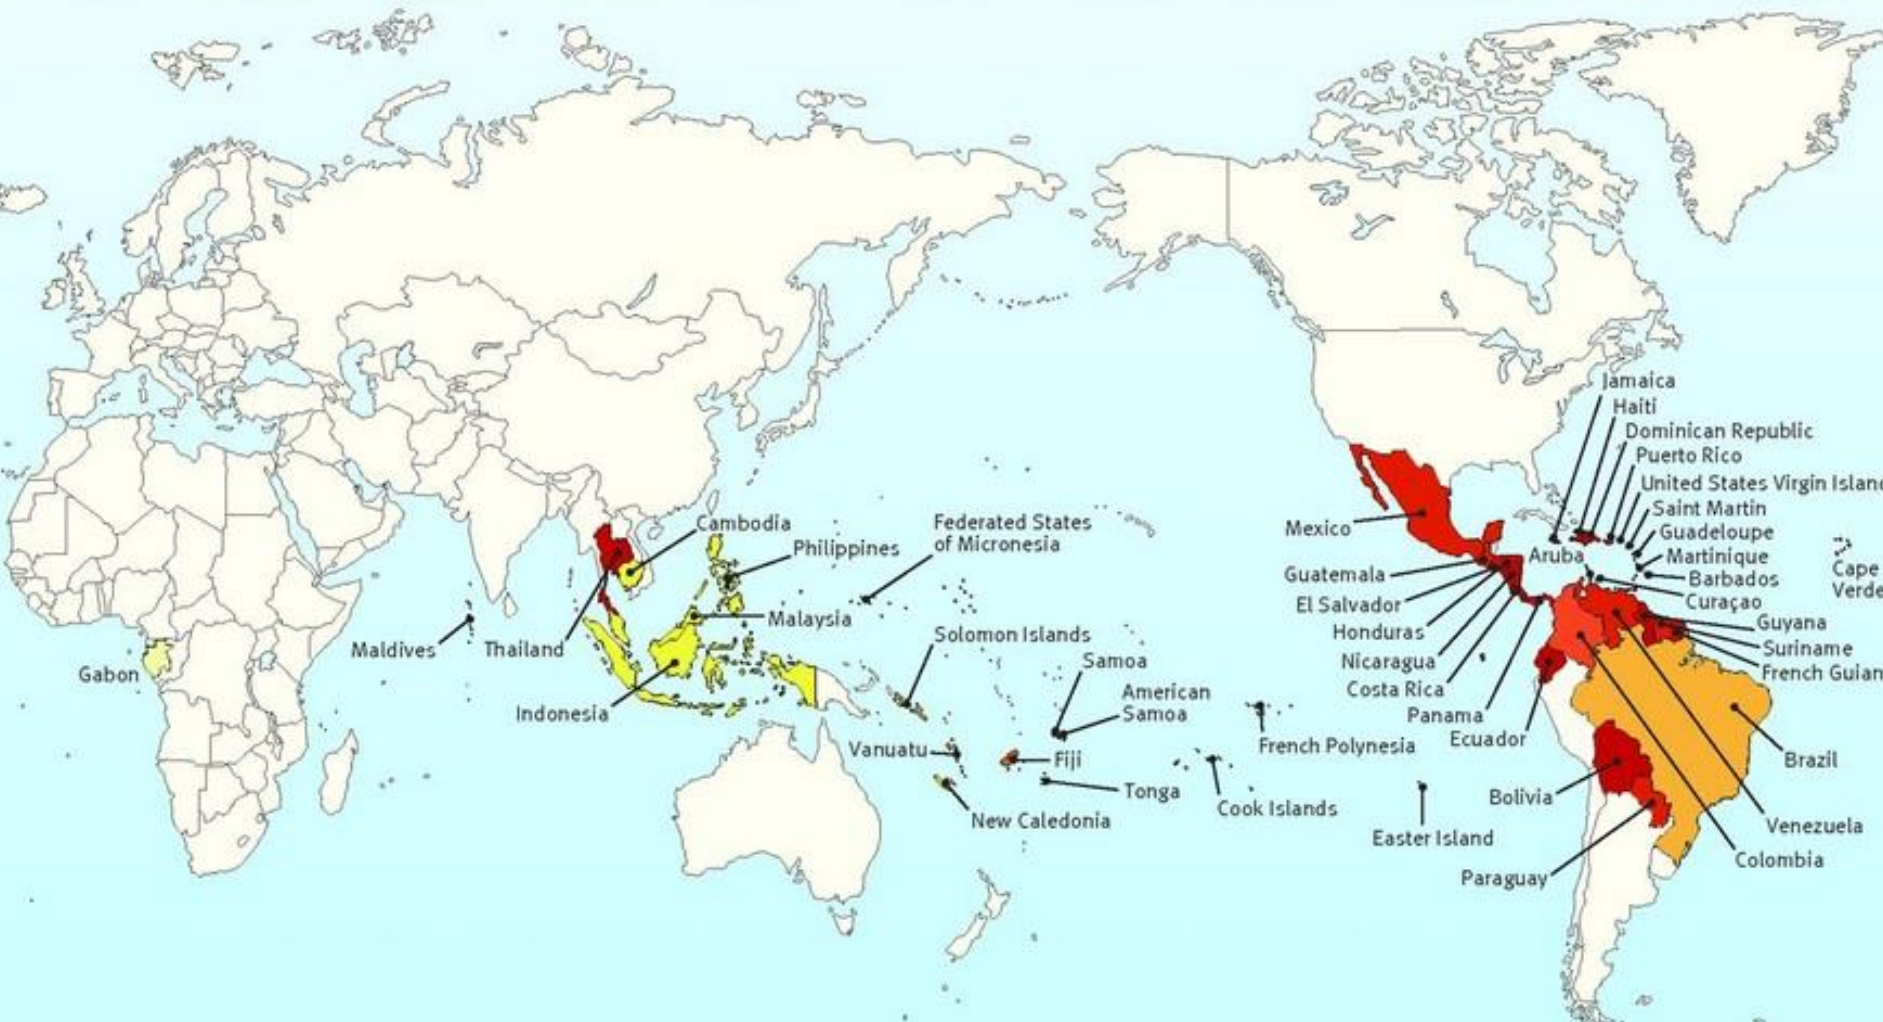 Jamaica
Haiti
Dominican Republic
Puerto Rico
United States Virgin Island
Saint Martin
Guadeloupe
Martinique
Barbados
Curaçao
Aruba
Cape
Verde
Mexico
Guatemala
El Salvador
Honduras
Nicaragua
Costa Rica
Panama
Ecuador
Guyana
Suriname
French Guian
Cambodia
Philippines
Federated States
of Micronesia
Malaysia
Maldives
Thailand
Gabon
Indonesia
Solomon Islands
Samoa
American
Samoa
Vanuatu
Fiji
Tonga
New Caledonia
French Polynesia
Cook Islands
Easter Island
Bolivia
Paraguay
Brazil
Venezuela
Colombia